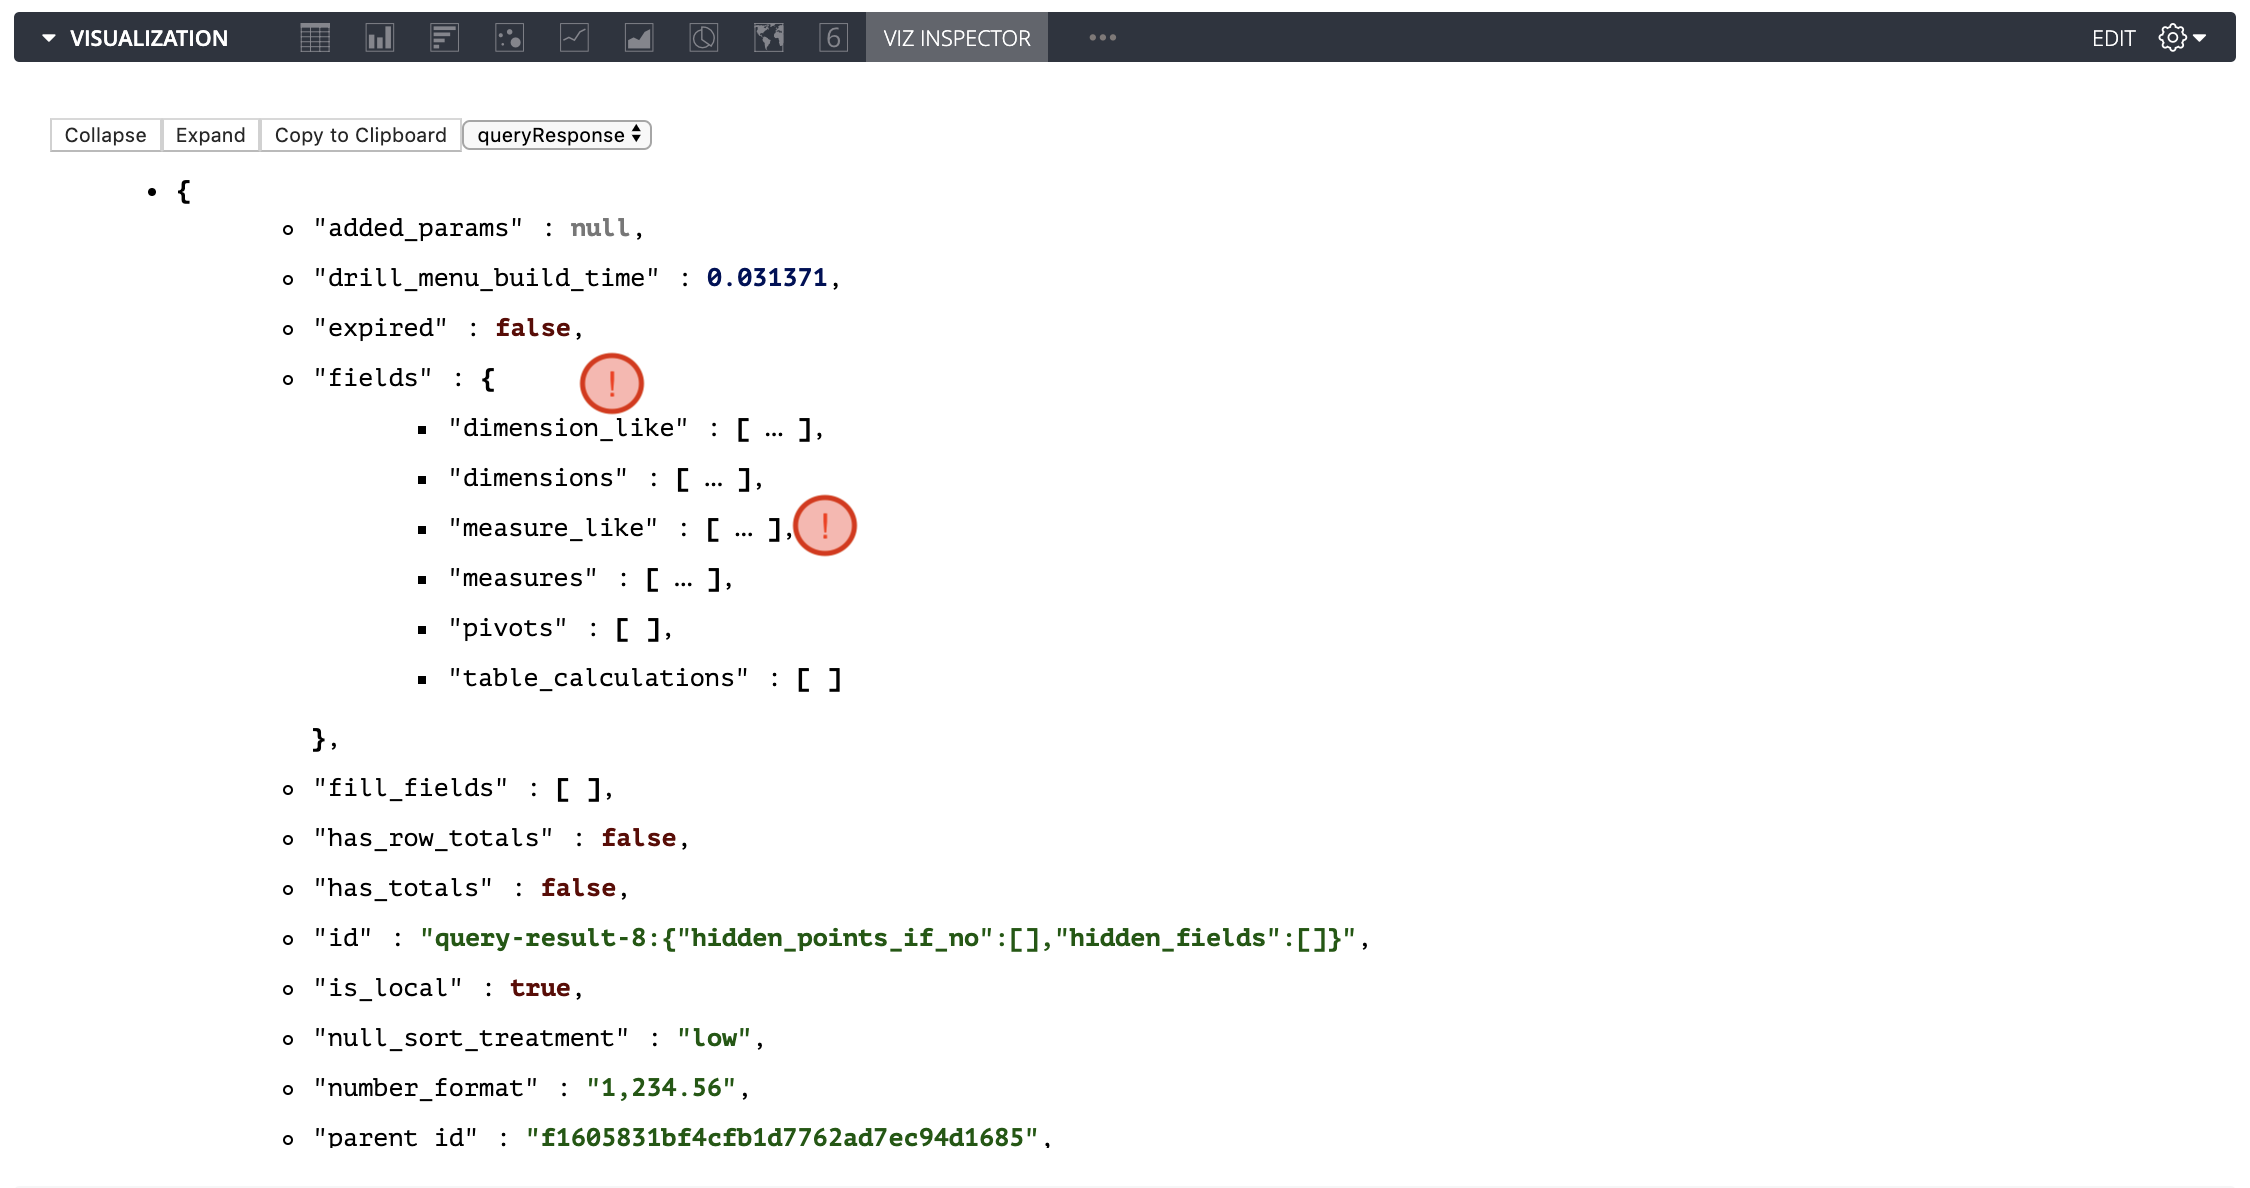 VISUALIZATION 6 VIZ INSPECTOR ••• EDIT
Collapse Expand Copy to Clipboard queryResponse
{
"added_params" : null,
"drill_menu_build_time" : 0.031371,
"expired" : false,
"fields" : { !
"dimension_like" : [ … ],
"dimensions" : [ … ],
"measure_like" : [ … ], !
"measures" : [ … ],
"pivots" : [ ],
"table_calculations" : [ ]
},
"fill_fields" : [ ],
"has_row_totals" : false,
"has_totals" : false,
"id" : "query-result-8:{"hidden_points_if_no":[],"hidden_fields":[]}",
"is_local" : true,
"null_sort_treatment" : "low",
"number_format" : "1,234.56",
"parent_id" : "f1605831bf4cfb1d7762ad7ec94d1685",